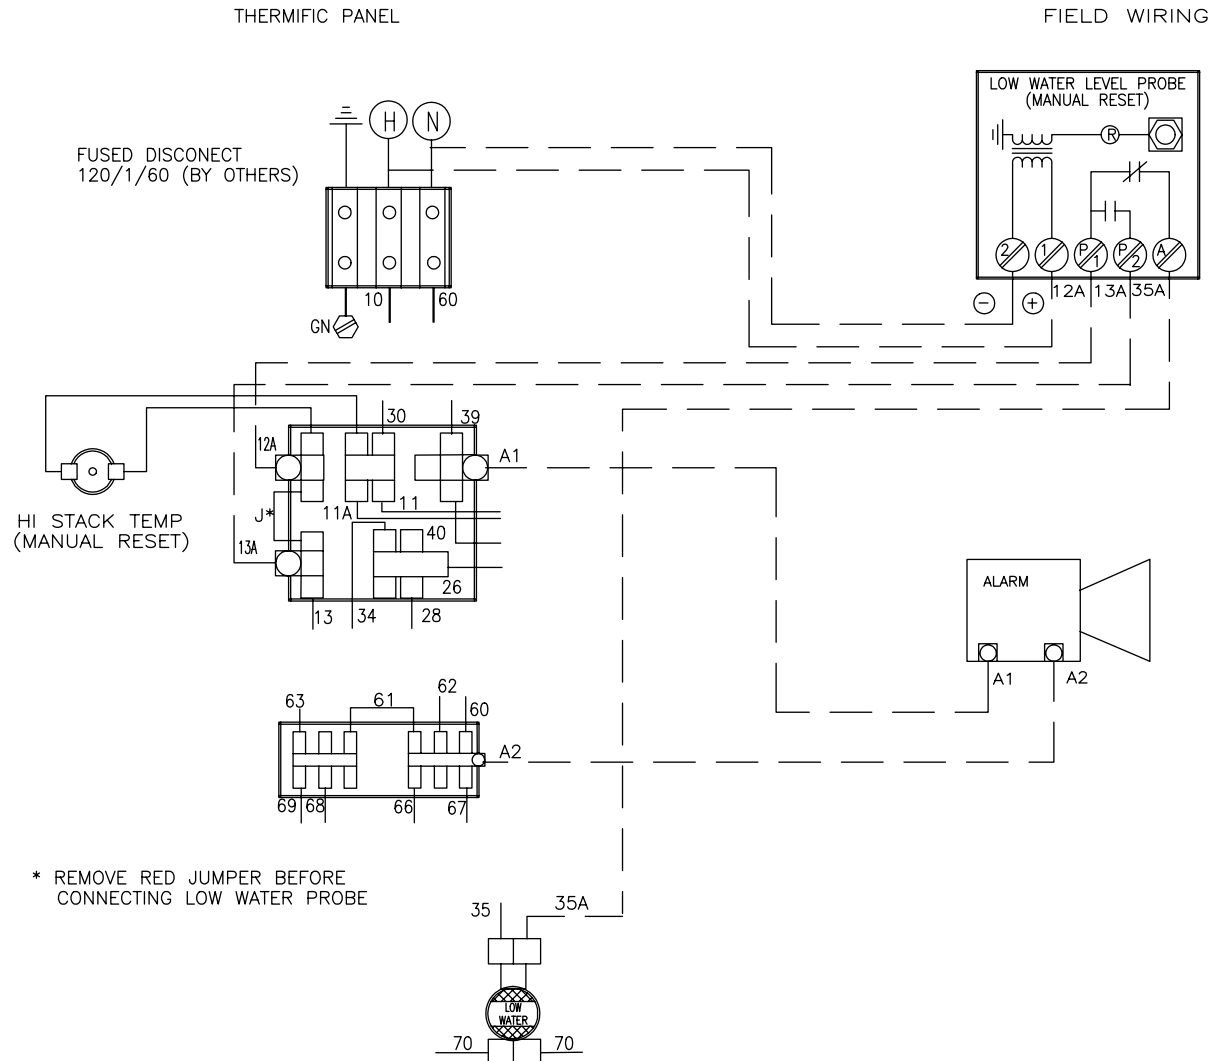 THERMIFIC PANEL
FIELD WIRING
LOW WATER LEVEL PROBE
(MANUAL RESET)
H
N
R
FUSED DISCONECT
120/1/60 (BY OTHERS)
2
1
P
1
P
2
A
12A
13A
35A
10
60
GN
−
+
30
39
12A
A1
11A
11
J*
HI STACK TEMP
(MANUAL RESET)
13A
40
26
13
34
28
ALARM
A1
A2
63
61
62
60
A2
69
68
66
67
* REMOVE RED JUMPER BEFORE
CONNECTING LOW WATER PROBE
35
35A
LOW
WATER
70
70